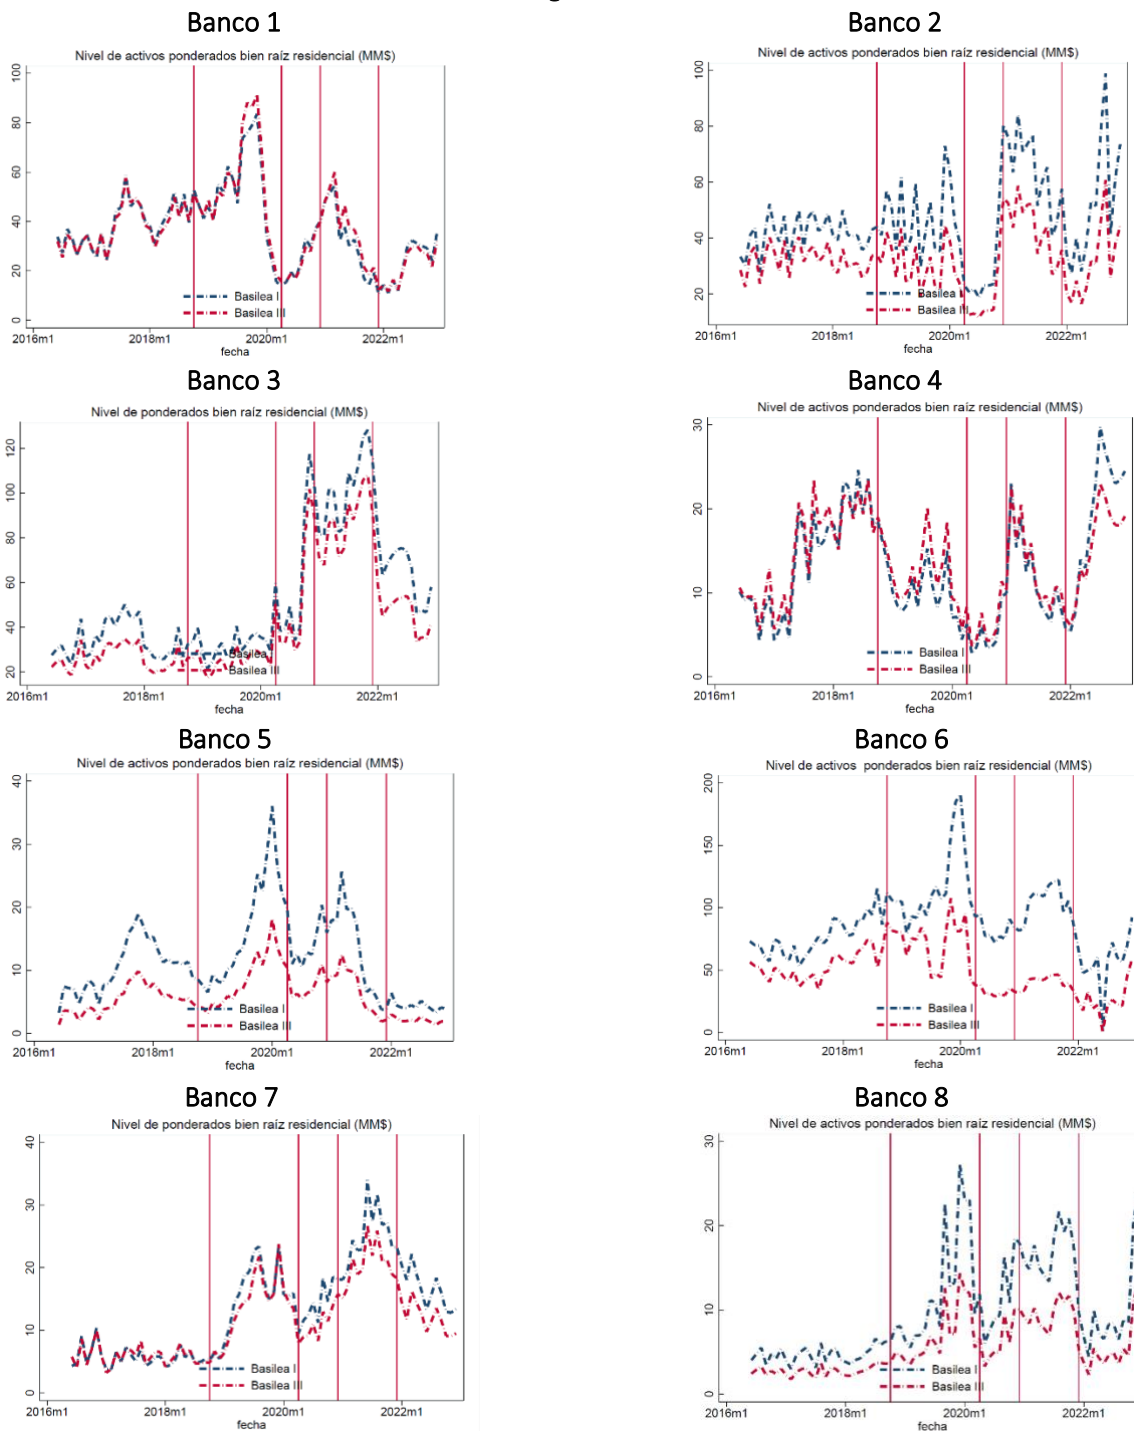 Banco 1
Nivel de activos ponderados bien raíz residencial (MM$)
100
80
60
40
20
0
Basilea I
Basilea III
2016m1 2018m1 2020m1 2022m1
fecha
Banco 2
Nivel de activos ponderados bien raíz residencial (MM$)
100
80
60
40
20
Basilea I
Basilea III
2016m1 2018m1 2020m1 2022m1
fecha
Banco 3
Nivel de ponderados bien raíz residencial (MM$)
120
100
80
60
40
20
Basilea I
Basilea III
2016m1 2018m1 2020m1 2022m1
fecha
Banco 4
Nivel de activos ponderados bien raíz residencial (MM$)
30
20
10
0
Basilea I
Basilea III
2016m1 2018m1 2020m1 2022m1
fecha
Banco 5
Nivel de activos ponderados bien raíz residencial (MM$)
40
30
20
10
0
Basilea I
Basilea III
2016m1 2018m1 2020m1 2022m1
fecha
Banco 6
Nivel de activos ponderados bien raíz residencial (MM$)
200
150
100
50
0
Basilea I
Basilea III
2016m1 2018m1 2020m1 2022m1
fecha
Banco 7
Nivel de ponderados bien raíz residencial (MM$)
40
30
20
10
0
Basilea I
Basilea III
2016m1 2018m1 2020m1 2022m1
fecha
Banco 8
Nivel de activos ponderados bien raíz residencial (MM$)
30
20
10
0
Basilea I
Basilea III
2016m1 2018m1 2020m1 2022m1
fecha